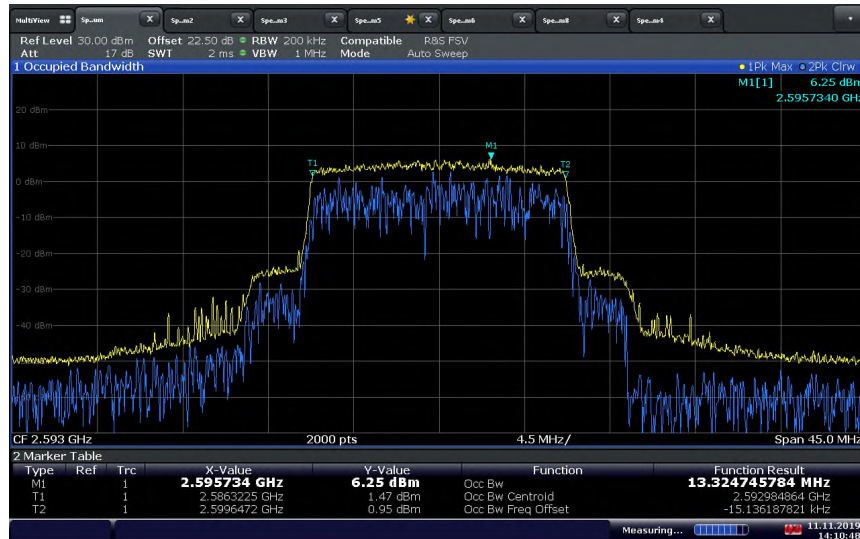 MultiView Sp..um X Sp..m2 X Spe..m3 X Spe..m5 X Spe..m6 X Spe..m8 X Spe..m4 X
Ref Level 30.00 dBm Offset 22.50 dB RBW 200 kHz Compatible R&S FSV
Att 17 dB SWT 2 ms VBW 1 MHz Mode Auto Sweep
1 Occupied Bandwidth 1Pk Max 2Pk Clrw
M1[1] 6.25 dBm
2.5957340 GHz
20 dBm
10 dBm
M1
T1 T2
0 dBm
-10 dBm
-20 dBm
-30 dBm
-40 dBm
CF 2.593 GHz 2000 pts 4.5 MHz/ Span 45.0 MHz
2 Marker Table
Type Ref Trc X-Value Y-Value Function Function Result
M1 1 2.595734 GHz 6.25 dBm Occ Bw 13.324745784 MHz
T1 1 2.5863225 GHz 1.47 dBm Occ Bw Centroid 2.592984864 GHz
T2 1 2.5996472 GHz 0.95 dBm Occ Bw Freq Offset -15.136187821 kHz
Measuring... 11.11.2019
14:10:48